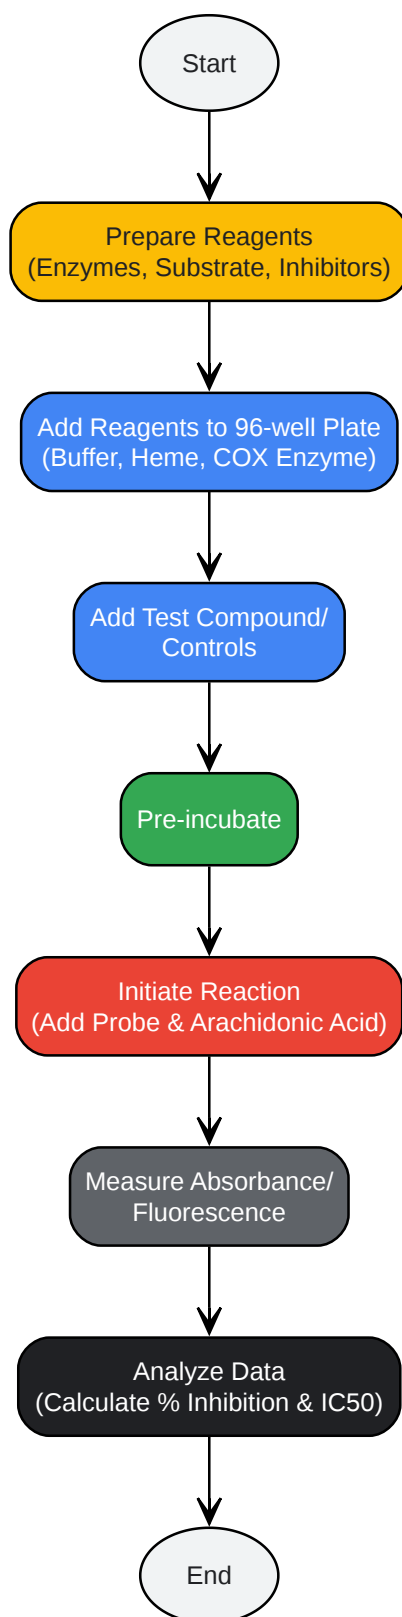 Start
Prepare Reagents
(Enzymes, Substrate, Inhibitors)
Add Reagents to 96-well Plate
(Buffer, Heme, COX Enzyme)
Add Test Compound/
Controls
Pre-incubate
Initiate Reaction
(Add Probe & Arachidonic Acid)
Measure Absorbance/
Fluorescence
Analyze Data
(Calculate % Inhibition & IC50)
End